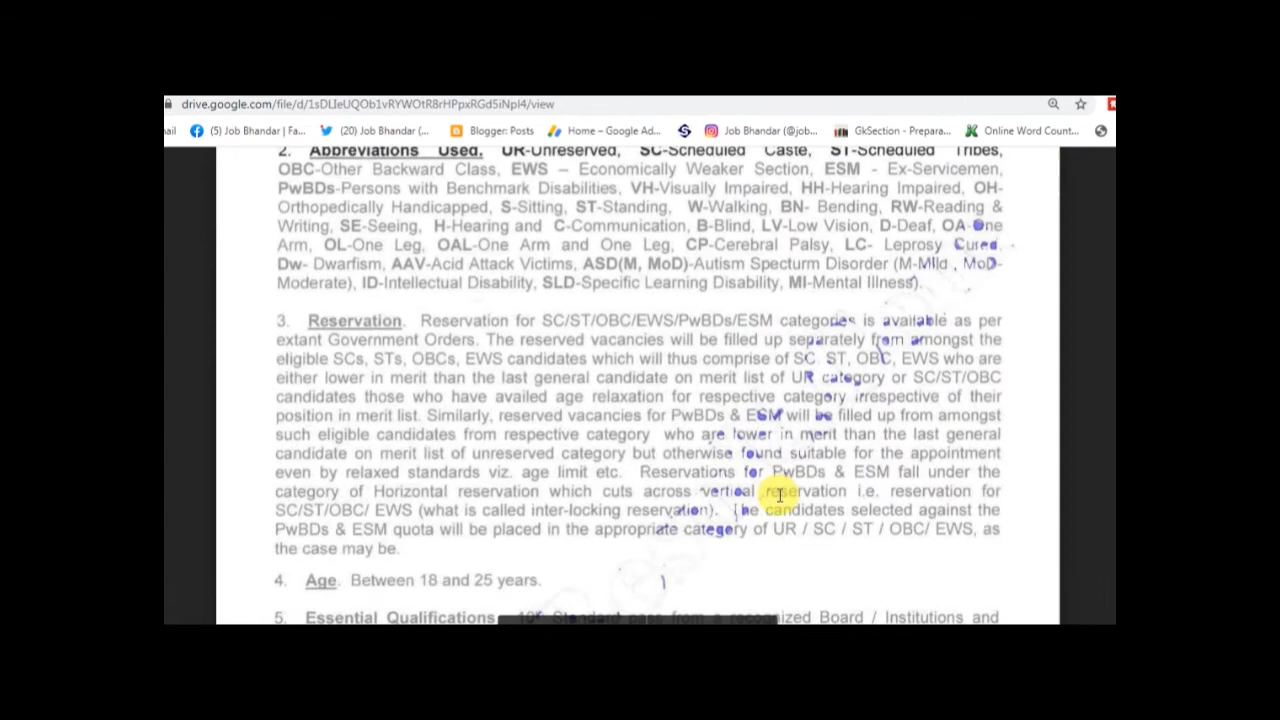 drive.google.com/file/d/1sDLIeUQOb1vRYWOtR8rHPpxRGd5iNpI4/view
ail (5) Job Bhandar | Fa... (20) Job Bhandar (... Blogger: Posts Home – Google Ad... Job Bhandar (@job... GkSection - Prepara... Online Word Count...
2. Abbreviations Used. UR-Unreserved, SC-Scheduled Caste, ST-Scheduled Tribes,
OBC-Other Backward Class, EWS – Economically Weaker Section, ESM - Ex-Servicemen,
PwBDs-Persons with Benchmark Disabilities, VH-Visually Impaired, HH-Hearing Impaired, OH-
Orthopedically Handicapped, S-Sitting, ST-Standing, W-Walking, BN- Bending, RW-Reading &
Writing, SE-Seeing, H-Hearing and C-Communication, B-Blind, LV-Low Vision, D-Deaf, OA-One
Arm, OL-One Leg, OAL-One Arm and One Leg, CP-Cerebral Palsy, LC- Leprosy Cured,
Dw- Dwarfism, AAV-Acid Attack Victims, ASD(M, MoD)-Autism Specturm Disorder (M-Mild , MoD-
Moderate), ID-Intellectual Disability, SLD-Specific Learning Disability, MI-Mental Illness).
3. Reservation. Reservation for SC/ST/OBC/EWS/PwBDs/ESM categories is available as per
extant Government Orders. The reserved vacancies will be filled up separately from amongst the
eligible SCs, STs, OBCs, EWS candidates which will thus comprise of SC ST, OBC, EWS who are
either lower in merit than the last general candidate on merit list of UR category or SC/ST/OBC
candidates those who have availed age relaxation for respective category irrespective of their
position in merit list. Similarly, reserved vacancies for PwBDs & ESM will be filled up from amongst
such eligible candidates from respective category who are lower in merit than the last general
candidate on merit list of unreserved category but otherwise found suitable for the appointment
even by relaxed standards viz. age limit etc. Reservations for PwBDs & ESM fall under the
category of Horizontal reservation which cuts across vertical reservation i.e. reservation for
SC/ST/OBC/ EWS (what is called inter-locking reservation). The candidates selected against the
PwBDs & ESM quota will be placed in the appropriate category of UR / SC / ST / OBC/ EWS, as
the case may be.
4. Age. Between 18 and 25 years.
5. Essential Qualifications 10th Standard pass from a recognized Board / Institutions and